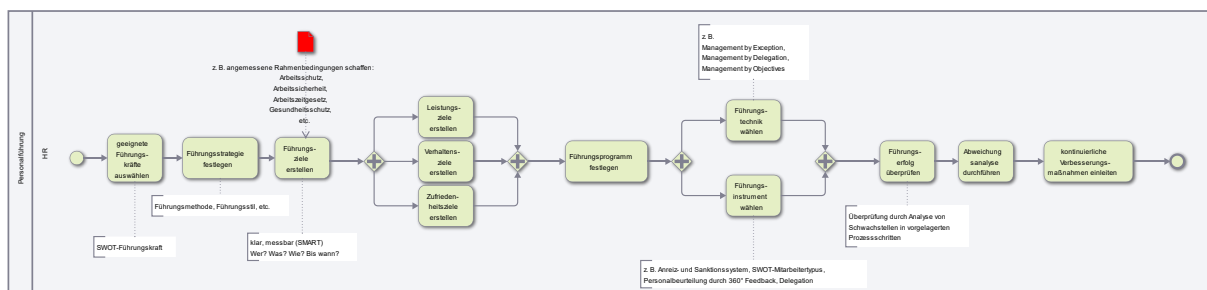 Personalführung
HR
geeignete
Führungs-
kräfte
auswählen
SWOT-Führungskraft
Führungsstrategie
festlegen
Führungsmethode, Führungsstil, etc.
z. B. angemessene Rahmenbedingungen schaffen:
Arbeitsschutz,
Arbeitssicherheit,
Arbeitszeitgesetz,
Gesundheitsschutz,
etc.
Führungs-
ziele
erstellen
klar, messbar (SMART)
Wer? Was? Wie? Bis wann?
Leistungs-
ziele
erstellen
Verhaltens-
ziele
erstellen
Zufrieden-
heitsziele
erstellen
Führungsprogramm
festlegen
z. B.
Management by Exception,
Management by Delegation,
Management by Objectives
Führungs-
technik
wählen
Führungs-
instrument
wählen
z. B. Anreiz- und Sanktionssystem, SWOT-Mitarbeitertypus,
Personalbeurteilung durch 360° Feedback, Delegation
Führungs-
erfolg
überprüfen
Überprüfung durch Analyse von
Schwachstellen in vorgelagerten
Prozessschritten
Abweichung
sanalyse
durchführen
kontinuierliche
Verbesserungs-
maßnahmen einleiten